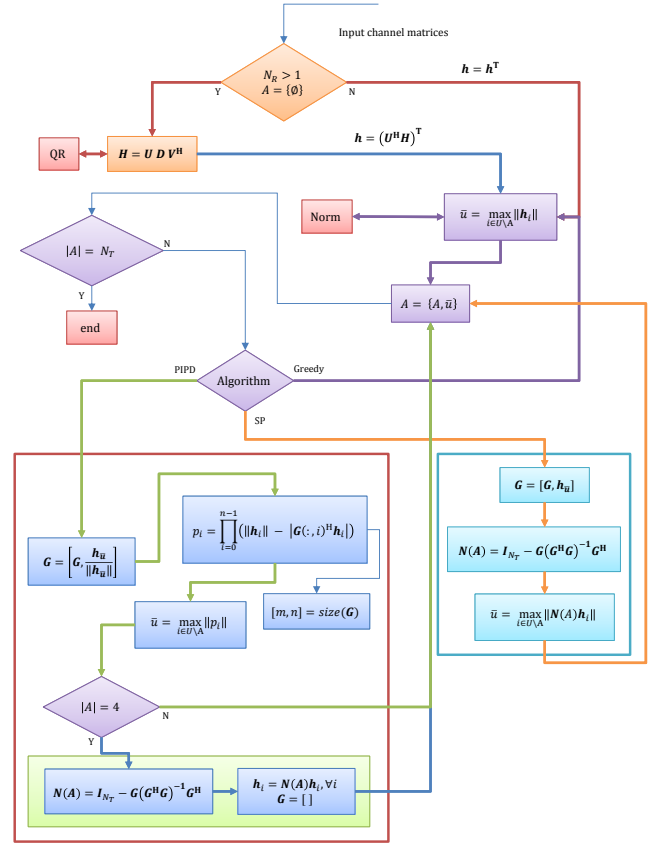 Input channel matrices
N_R > 1
A = {∅}
Y
N
h = h^T
QR
H = U D V^H
h = (U^H H)^T
Norm
ū = max_{i∈U\A} ‖h_i‖
|A| = N_T
N
Y
end
A = {A, ū}
PIPD
Algorithm
Greedy
SP
G = [G, h_ū]
p_i = ∏_{i=0}^{n−1} (‖h_i‖ − |G(:, i)^H h_i|)
G = [G, h_ū / ‖h_ū‖]
N(A) = I_{N_T} − G(G^H G)^{−1} G^H
[m, n] = size(G)
ū = max_{i∈U\A} ‖p_i‖
ū = max_{i∈U\A} ‖N(A)h_i‖
|A| = 4
N
Y
N(A) = I_{N_T} − G(G^H G)^{−1} G^H
h_i = N(A)h_i, ∀i
G = [ ]